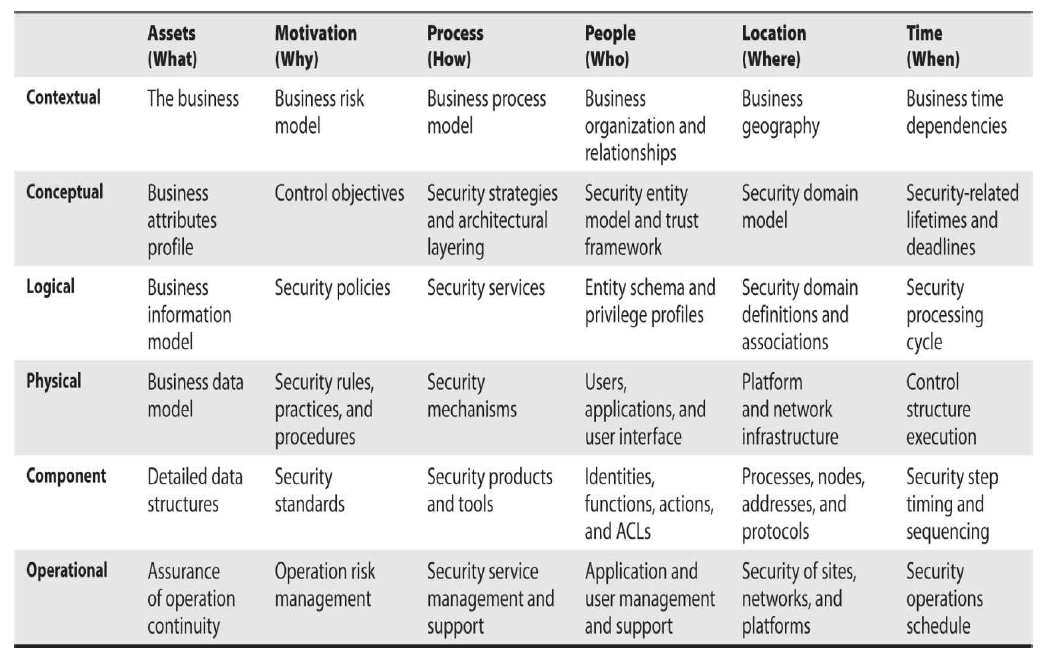 Assets Motivation Process People Location Time
(What) (Why) (How) (Who) (Where) (When)
Contextual The business Business risk Business process Business Business Business time
model model organization and geography dependencies
relationships
Conceptual Business Control objectives Security strategies Security entity Security domain Security-related
attributes and architectural model and trust model lifetimes and
profile layering framework deadlines
Logical Business Security policies Security services Entity schema and Security domain Security
information privilege profiles definitions and processing
model associations cycle
Physical Business data Security rules, Security Users, Platform Control
model practices, and mechanisms applications, and and network structure
procedures user interface infrastructure execution
Component Detailed data Security Security products Identities, Processes, nodes, Security step
structures standards and tools functions, actions, addresses, and timing and
and ACLs protocols sequencing
Operational Assurance Operation risk Security service Application and Security of sites, Security
of operation management management and user management networks, and operations
continuity support and support platforms schedule